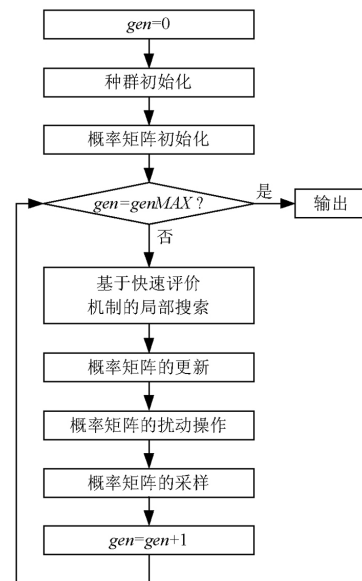 gen=0
种群初始化
概率矩阵初始化
gen=genMAX?
是
输出
否
基于快速评价
机制的局部搜索
概率矩阵的更新
概率矩阵的扰动操作
概率矩阵的采样
gen=gen+1